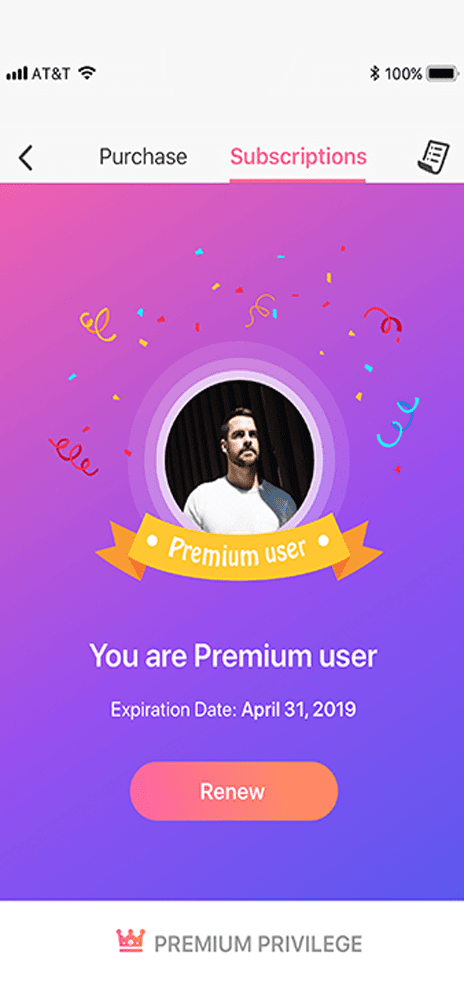 AT&T 100%
Purchase Subscriptions
Premium user
You are Premium user
Expiration Date: April 31, 2019
Renew
PREMIUM PRIVILEGE